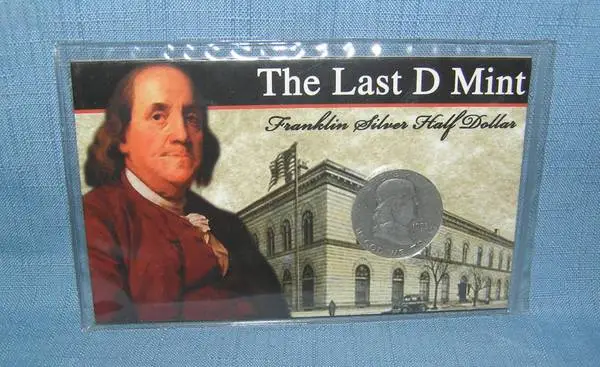 The Last D Mint
Franklin Silver Half Dollar